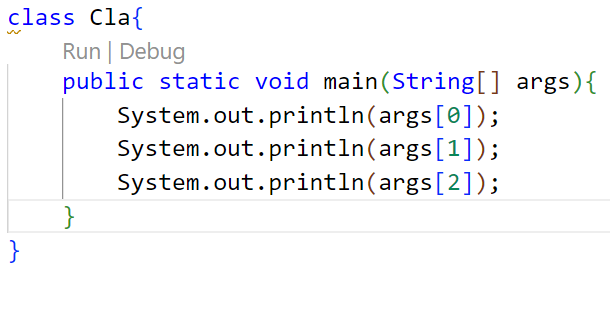 class Cla{
Run | Debug
public static void main(String[] args){
System.out.println(args[0]);
System.out.println(args[1]);
System.out.println(args[2]);
}
}